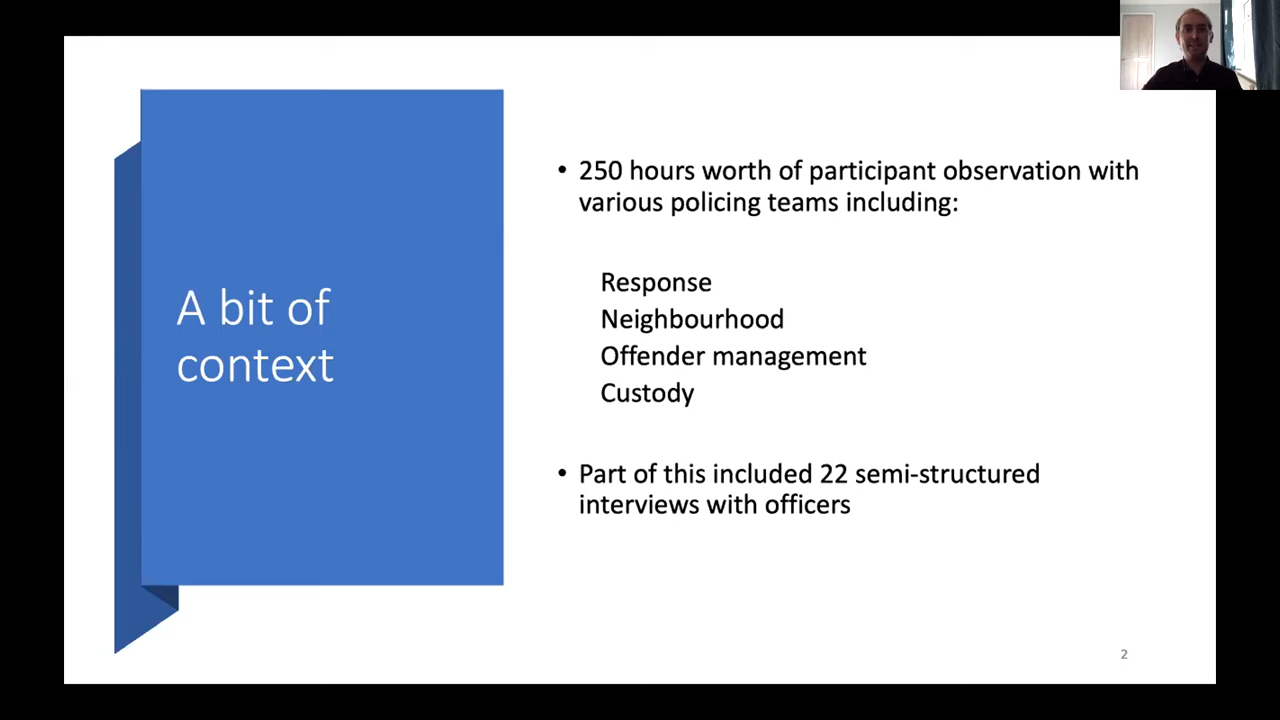 A bit of
context
• 250 hours worth of participant observation with
various policing teams including:
Response
Neighbourhood
Offender management
Custody
• Part of this included 22 semi-structured
interviews with officers
2